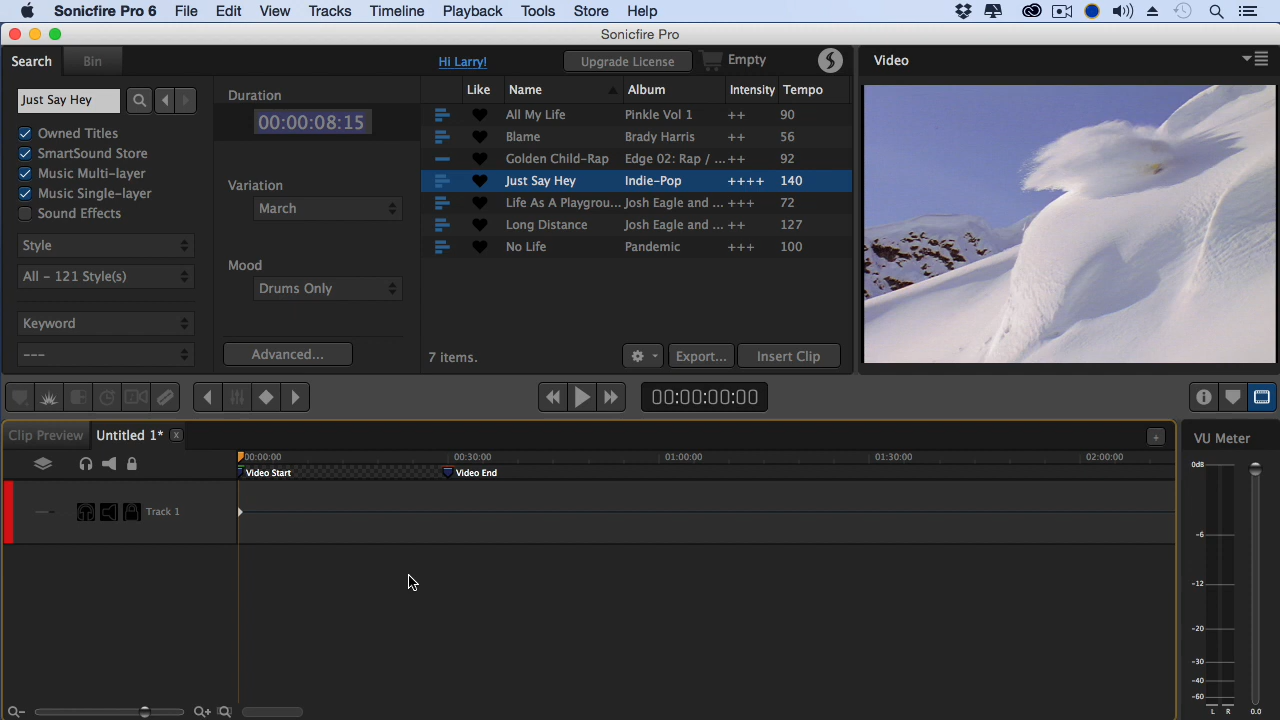 Sonicfire Pro 6 File Edit View Tracks Timeline Playback Tools Store Help
Sonicfire Pro
Search Bin
Hi Larry!
Upgrade License
Empty
Video
Just Say Hey
Owned Titles
SmartSound Store
Music Multi-layer
Music Single-layer
Sound Effects
Style
All - 121 Style(s)
Keyword
---
Duration
00:00:08:15
Variation
March
Mood
Drums Only
Advanced...
Like Name Album Intensity Tempo
All My Life Pinkle Vol 1 ++ 90
Blame Brady Harris ++ 56
Golden Child-Rap Edge 02: Rap / ... ++ 92
Just Say Hey Indie-Pop ++++ 140
Life As A Playgrou... Josh Eagle and ... +++ 72
Long Distance Josh Eagle and ... ++ 127
No Life Pandemic +++ 100
7 items.
Export...
Insert Clip
00:00:00:00
Clip Preview Untitled 1* x
+
VU Meter
00:00:00 00:30:00 01:00:00 01:30:00 02:00:00
Video Start Video End
Track 1
0dB
-6
-12
-20
-30
-40
-60
L R 0.0